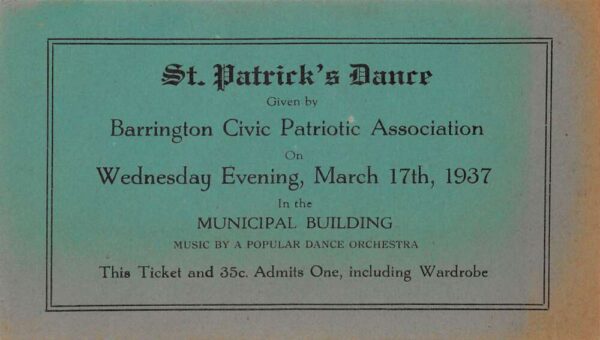 St. Patrick's Dance
Given by
Barrington Civic Patriotic Association
On
Wednesday Evening, March 17th, 1937
In the
MUNICIPAL BUILDING
MUSIC BY A POPULAR DANCE ORCHESTRA
This Ticket and 35c. Admits One, including Wardrobe